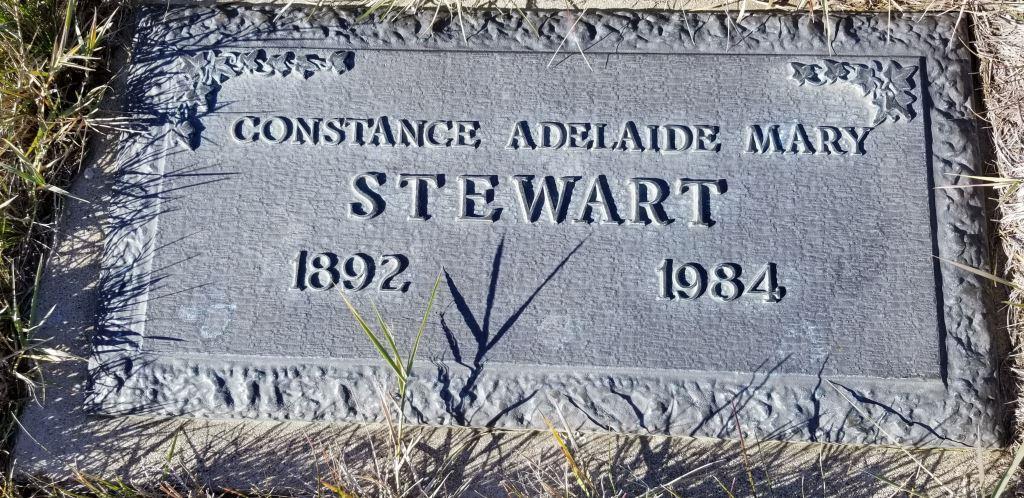 CONSTANCE ADELAIDE MARY
STEWART
1892 1984